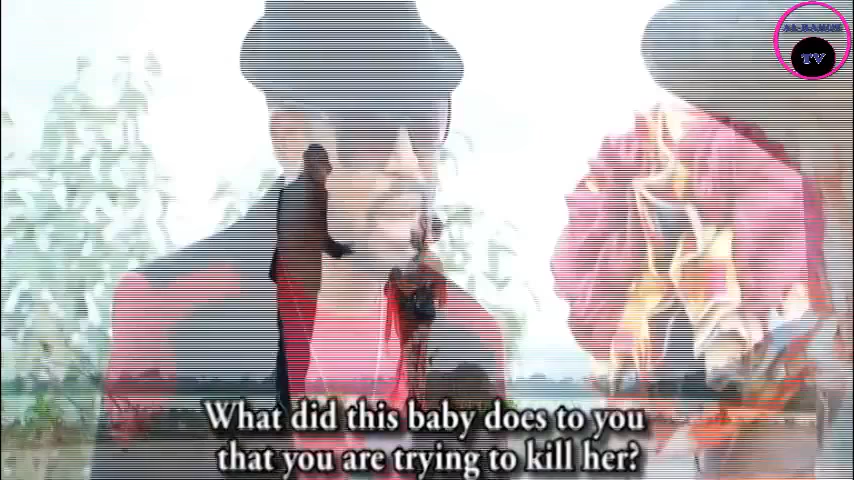 TV
What did this baby does to you
that you are trying to kill her?